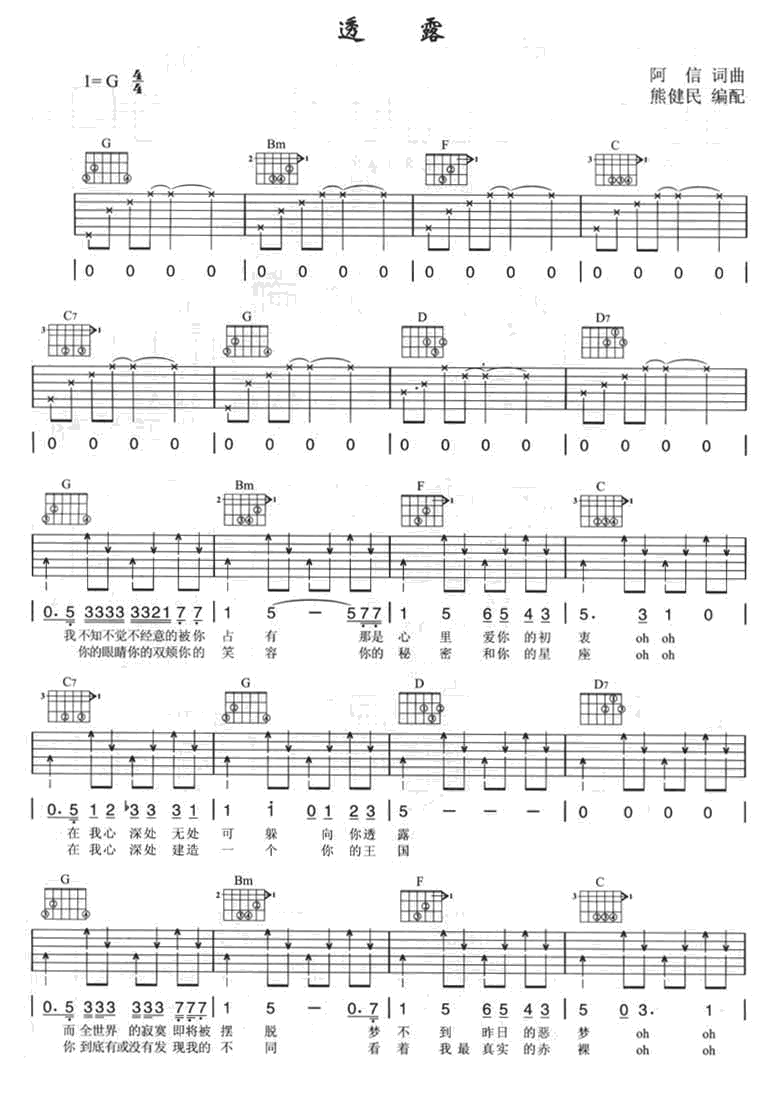 透 露
1=G 4/4
阿 信 词曲
熊健民 编配
G Bm F C
0 0 0 0 | 0 0 0 0 | 0 0 0 0 | 0 0 0 0
C7 G D D7
0 0 0 0 | 0 0 0 0 | 0 0 0 0 | 0 0 0 0
G Bm F C
0. 5 3333 3321 7 7 | 1 5 — 577 | 1 5 65 43 | 5. 3 1 0
我 不知不觉 不经意的 被你 占 有 那是 心 里 爱你 的初 衷 oh oh
你的眼睛 你的双颊 你的 笑 容 你的 秘 密 和你 的星 座 oh oh
C7 G D D7
0. 5 12 ♭33 31 | 1 1 01 23 | 5 — — — | 0 0 0 0
在 我心 深处 无处 可 躲 向 你透 露
在 我心 深处 建造 一 个 你 的王 国
G Bm F C
0. 5 333 333 777 | 1 5 — 0.7 | 1 5 65 43 | 5 0 3. 1
而 全世界 的寂寞 即将被 摆 脱 梦 不 到 昨日 的恶 梦 oh oh
你 到底有或没有发 现我的 不 同 看 着 我最 真实 的赤 裸 oh oh